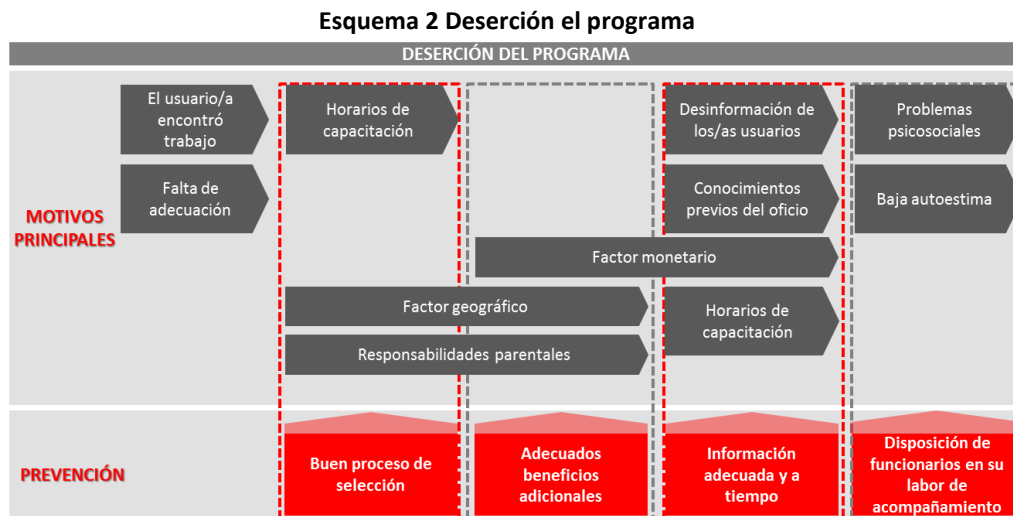 Esquema 2 Deserción el programa
DESERCIÓN DEL PROGRAMA
MOTIVOS
PRINCIPALES
El usuario/a
encontró
trabajo
Horarios de
capacitación
Desinformación de
los/as usuarios
Problemas
psicosociales
Falta de
adecuación
Conocimientos
previos del oficio
Baja autoestima
Factor monetario
Factor geográfico
Horarios de
capacitación
Responsabilidades parentales
PREVENCIÓN
Buen proceso de
selección
Adecuados
beneficios
adicionales
Información
adecuada y a
tiempo
Disposición de
funcionarios en su
labor de
acompañamiento